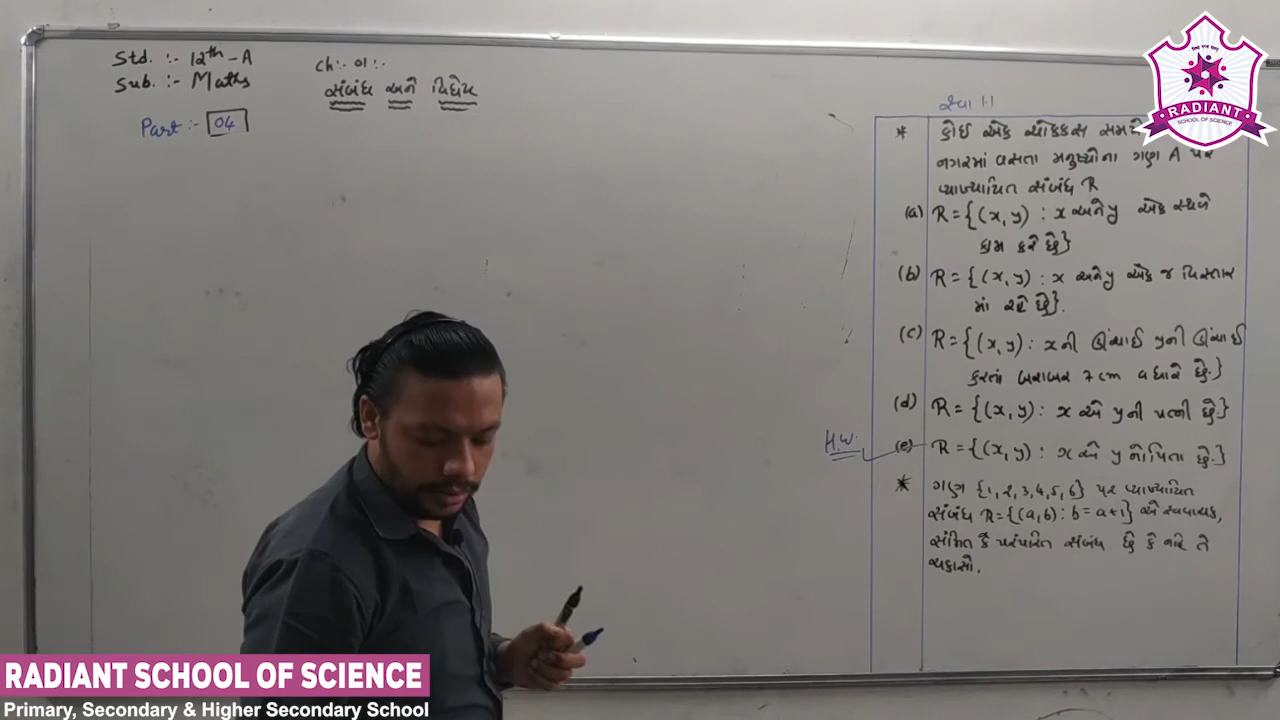 Std. :- 12th-A
Sub. :- Maths
Ch:- 01 :-
સંબંધ અને વિધેય
Part :- 04
સ્વા 1.1
* કોઈ એક ચોક્કસ
નગરમાં વસતા મનુષ્યોના ગણ A પર
વ્યાખ્યાયિત સંબંધ R
(a) R={(x, y) : x અને y એક સ્થળે
કામ કરે છે}
(b) R={(x, y) : x અને y એક જ વિસ્તાર
માં રહે છે}.
(c) R={(x, y) : x ની ઊંચાઈ y ની ઊંચાઈ
કરતાં બરાબર 7 cm વધારે છે.}
(d) R={(x, y) : x એ y ની પત્ની છે}
H.W. (e) R={(x, y) : x એ y નો પિતા છે.}
* ગણ {1, 2, 3, 4, 5, 6} પર વ્યાખ્યાયિત
સંબંધ R={(a, b) : b = a+1} એ સ્વવાચક,
સંમિત કે પરંપરિત સંબંધ છે કે નહિ તે
ચકાસો.
RADIANT
SCHOOL OF SCIENCE
RADIANT SCHOOL OF SCIENCE
Primary, Secondary & Higher Secondary School